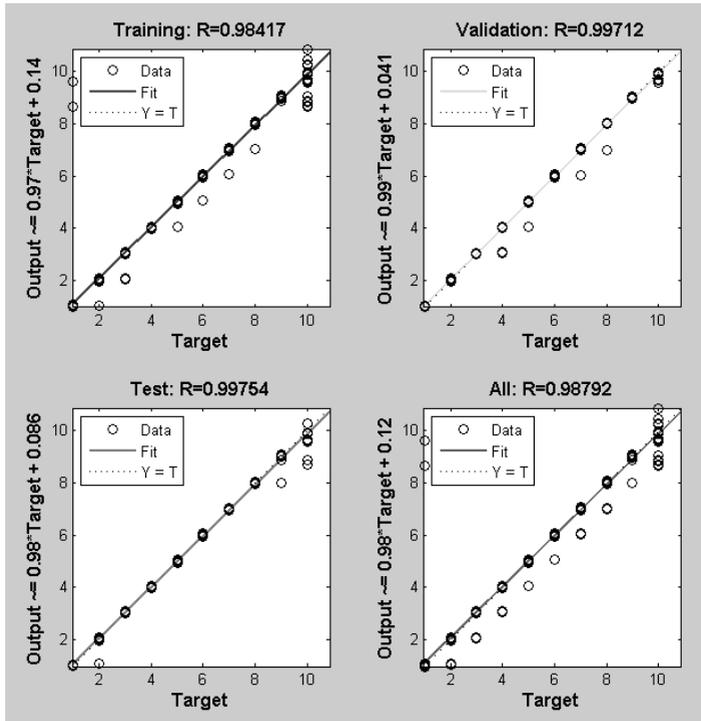 Training: R=0.98417
Output ~= 0.97*Target + 0.14
Data
Fit
Y = T
10
8
6
4
2
2 4 6 8 10
Target
Validation: R=0.99712
Output ~= 0.99*Target + 0.041
Data
Fit
Y = T
10
8
6
4
2
2 4 6 8 10
Target
Test: R=0.99754
Output ~= 0.98*Target + 0.086
Data
Fit
Y = T
10
8
6
4
2
2 4 6 8 10
Target
All: R=0.98792
Output ~= 0.98*Target + 0.12
Data
Fit
Y = T
10
8
6
4
2
2 4 6 8 10
Target